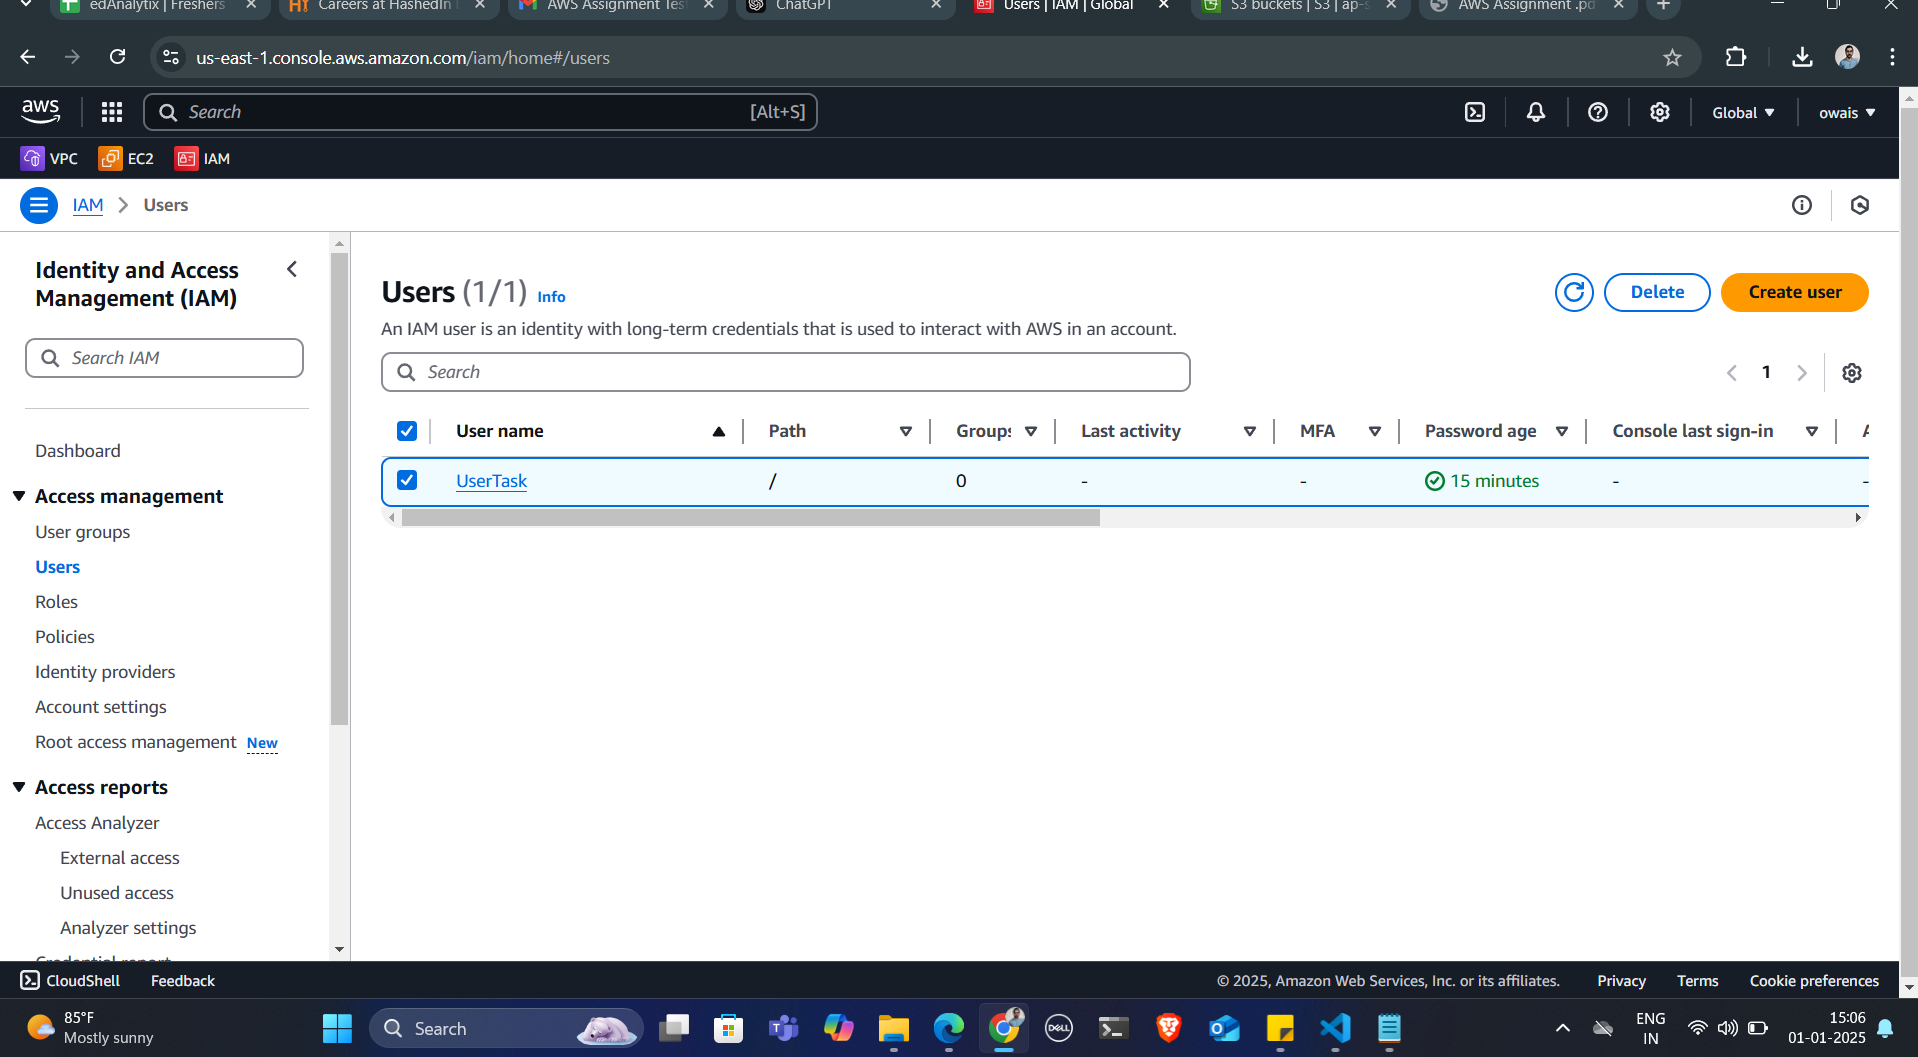 edAnalytix | Freshers
Careers at HashedIn
AWS Assignment Test
ChatGPT
Users | IAM | Global
S3 buckets | S3 | ap-s
AWS Assignment .pd
us-east-1.console.aws.amazon.com/iam/home#/users
aws
Search
[Alt+S]
Global
owais
VPC
EC2
IAM
IAM
Users
Identity and Access
Management (IAM)
Search IAM
Dashboard
Access management
User groups
Users
Roles
Policies
Identity providers
Account settings
Root access management New
Access reports
Access Analyzer
External access
Unused access
Analyzer settings
Credential report
Users (1/1) Info
An IAM user is an identity with long-term credentials that is used to interact with AWS in an account.
Delete
Create user
Search
1
User name
Path
Groups
Last activity
MFA
Password age
Console last sign-in
UserTask
/
0
-
-
15 minutes
-
-
CloudShell
Feedback
© 2025, Amazon Web Services, Inc. or its affiliates.
Privacy
Terms
Cookie preferences
85°F
Mostly sunny
Search
DELL
ENG
IN
15:06
01-01-2025